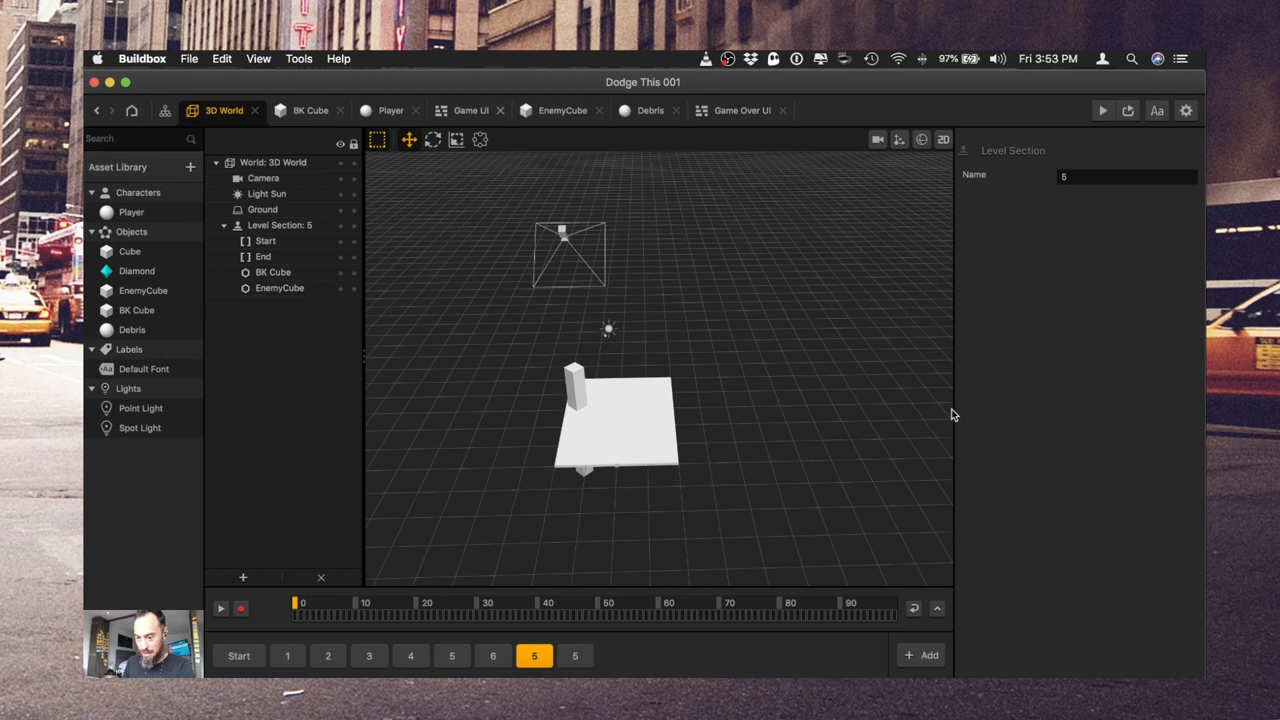 Buildbox File Edit View Tools Help
97% Fri 3:53 PM
Dodge This 001
3D World BK Cube Player Game UI EnemyCube Debris Game Over UI
Aa
Search
Asset Library
Characters
Player
Objects
Cube
Diamond
EnemyCube
BK Cube
Debris
Labels
Aa Default Font
Lights
Point Light
Spot Light
World: 3D World
Camera
Light Sun
Ground
Level Section: 5
Start
End
BK Cube
EnemyCube
2D
Level Section
Name 5
0 10 20 30 40 50 60 70 80 90
Start 1 2 3 4 5 6 5 5
+ Add